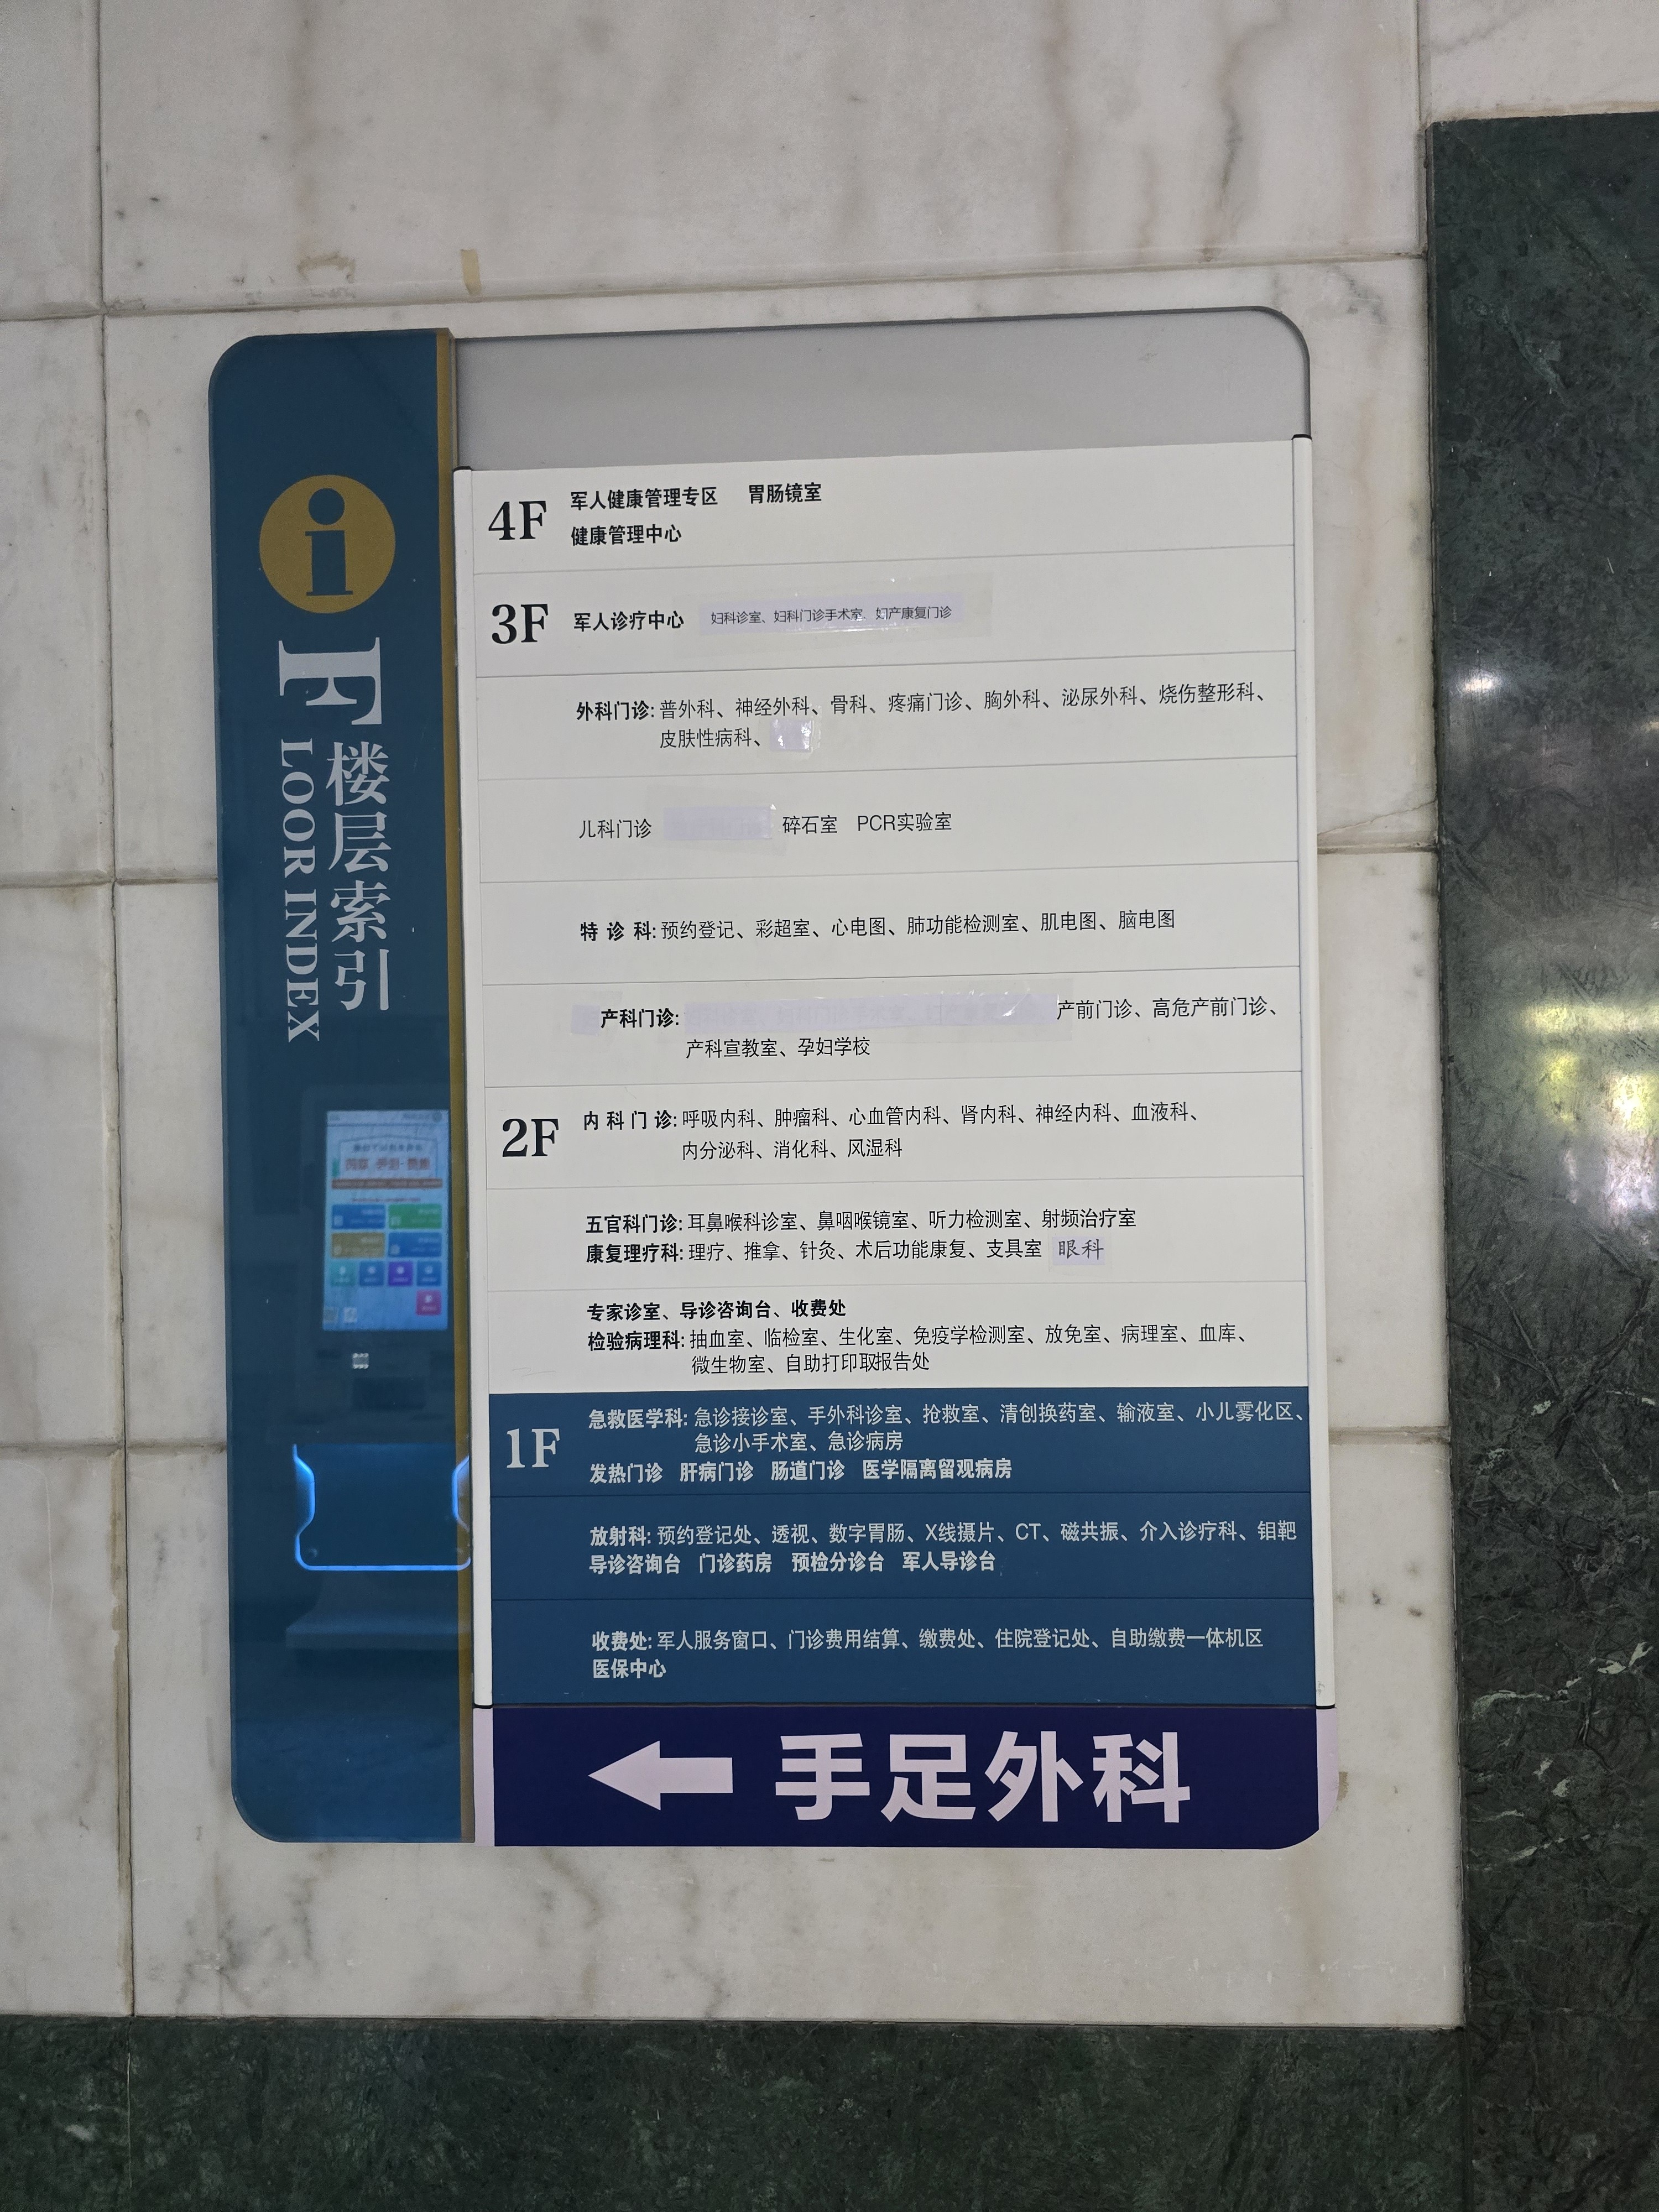 i
FLOOR INDEX
楼层索引
4F 军人健康管理专区 胃肠镜室
健康管理中心
3F 军人诊疗中心 妇科诊室、妇科门诊手术室、妇产康复门诊
外科门诊: 普外科、神经外科、骨科、疼痛门诊、胸外科、泌尿外科、烧伤整形科、
皮肤性病科、
儿科门诊 碎石室 PCR实验室
特诊科: 预约登记、彩超室、心电图、肺功能检测室、肌电图、脑电图
产科门诊: 产前门诊、高危产前门诊、
产科宣教室、孕妇学校
2F 内科门诊: 呼吸内科、肿瘤科、心血管内科、肾内科、神经内科、血液科、
内分泌科、消化科、风湿科
五官科门诊: 耳鼻喉科诊室、鼻咽喉镜室、听力检测室、射频治疗室
康复理疗科: 理疗、推拿、针灸、术后功能康复、支具室 眼科
专家诊室、导诊咨询台、收费处
检验病理科: 抽血室、临检室、生化室、免疫学检测室、放免室、病理室、血库、
微生物室、自助打印取报告处
1F 急救医学科: 急诊接诊室、手外科诊室、抢救室、清创换药室、输液室、小儿雾化区、
急诊小手术室、急诊病房
发热门诊 肝病门诊 肠道门诊 医学隔离留观病房
放射科: 预约登记处、透视、数字胃肠、X线摄片、CT、磁共振、介入诊疗科、钼靶
导诊咨询台 门诊药房 预检分诊台 军人导诊台
收费处: 军人服务窗口、门诊费用结算、缴费处、住院登记处、自助缴费一体机区
医保中心
手足外科